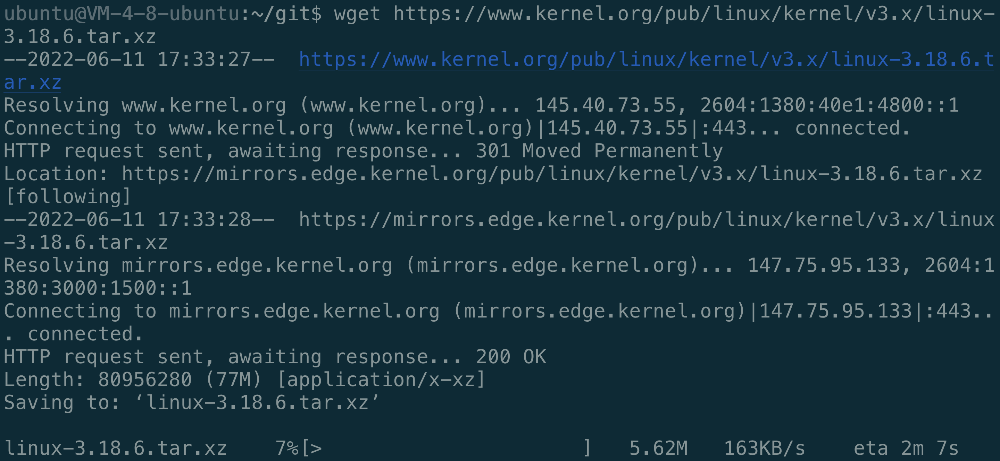 ubuntu@VM-4-8-ubuntu:~/git$ wget https://www.kernel.org/pub/linux/kernel/v3.x/linux-
3.18.6.tar.xz
--2022-06-11 17:33:27--  https://www.kernel.org/pub/linux/kernel/v3.x/linux-3.18.6.t
ar.xz
Resolving www.kernel.org (www.kernel.org)... 145.40.73.55, 2604:1380:40e1:4800::1
Connecting to www.kernel.org (www.kernel.org)|145.40.73.55|:443... connected.
HTTP request sent, awaiting response... 301 Moved Permanently
Location: https://mirrors.edge.kernel.org/pub/linux/kernel/v3.x/linux-3.18.6.tar.xz
[following]
--2022-06-11 17:33:28--  https://mirrors.edge.kernel.org/pub/linux/kernel/v3.x/linux
-3.18.6.tar.xz
Resolving mirrors.edge.kernel.org (mirrors.edge.kernel.org)... 147.75.95.133, 2604:1
380:3000:1500::1
Connecting to mirrors.edge.kernel.org (mirrors.edge.kernel.org)|147.75.95.133|:443..
. connected.
HTTP request sent, awaiting response... 200 OK
Length: 80956280 (77M) [application/x-xz]
Saving to: ‘linux-3.18.6.tar.xz’
linux-3.18.6.tar.xz    7%[>                      ]   5.62M   163KB/s    eta 2m 7s